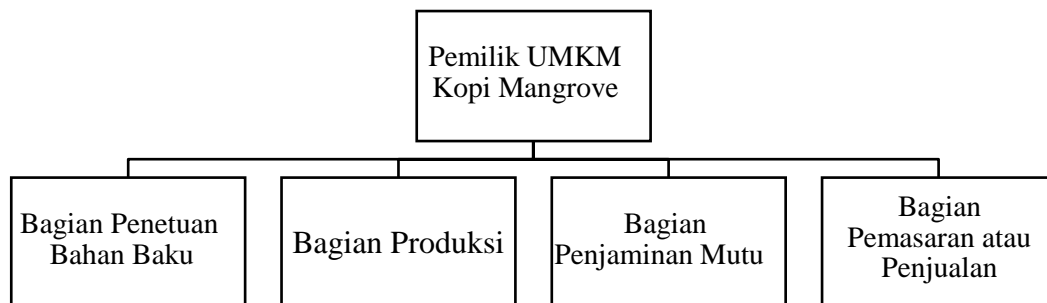 Pemilik UMKM
Kopi Mangrove
Bagian Penetuan
Bahan Baku
Bagian Produksi
Bagian
Penjaminan Mutu
Bagian
Pemasaran atau
Penjualan